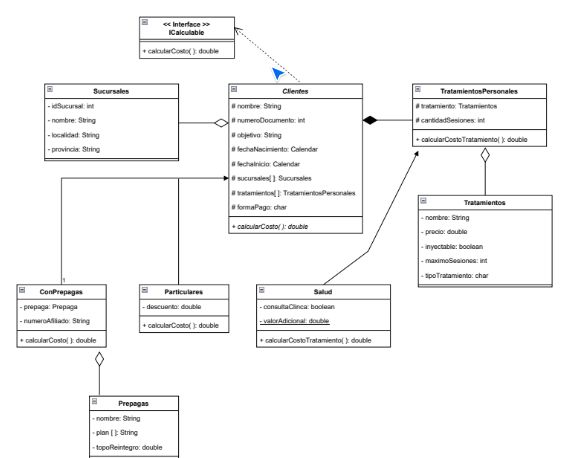 << Interface >>
ICalculable
+ calcularCosto( ): double
Sucursales
- idSucursal: int
- nombre: String
- localidad: String
- provincia: String
Clientes
# nombre: String
# numeroDocumento: int
# objetivo: String
# fechaNacimiento: Calendar
# fechaInicio: Calendar
# sucursales[ ]: Sucursales
# tratamientos[ ]: TratamientosPersonales
# formaPago: char
+ calcularCosto( ): double
TratamientosPersonales
# tratamiento: Tratamientos
# cantidadSesiones: int
+ calcularCostoTratamiento( ): double
Tratamientos
- nombre: String
- precio: double
- inyectable: boolean
- maximoSesiones: int
- tipoTratamiento: char
1
ConPrepagas
- prepaga: Prepaga
- numeroAfiliado: String
+ calcularCosto( ): double
Particulares
- descuento: double
+ calcularCosto( ): double
Salud
- consultaClinca: boolean
- valorAdicional: double
+ calcularCostoTratamiento( ): double
Prepagas
- nombre: String
- plan [ ]: String
- topoReintegro: double